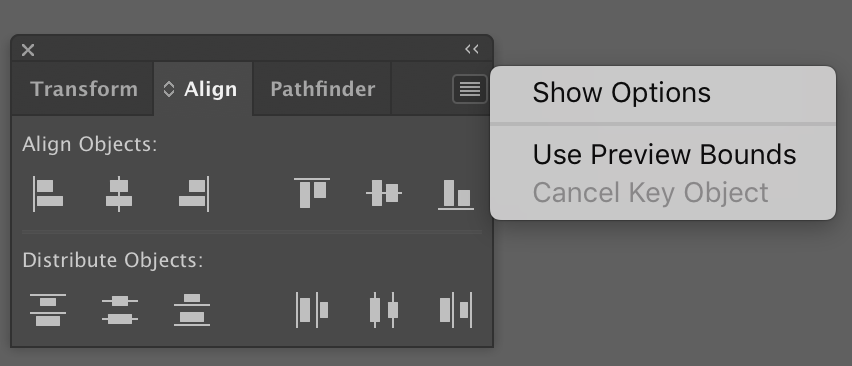 Transform Align Pathfinder
Align Objects:
Distribute Objects:
Show Options
Use Preview Bounds
Cancel Key Object